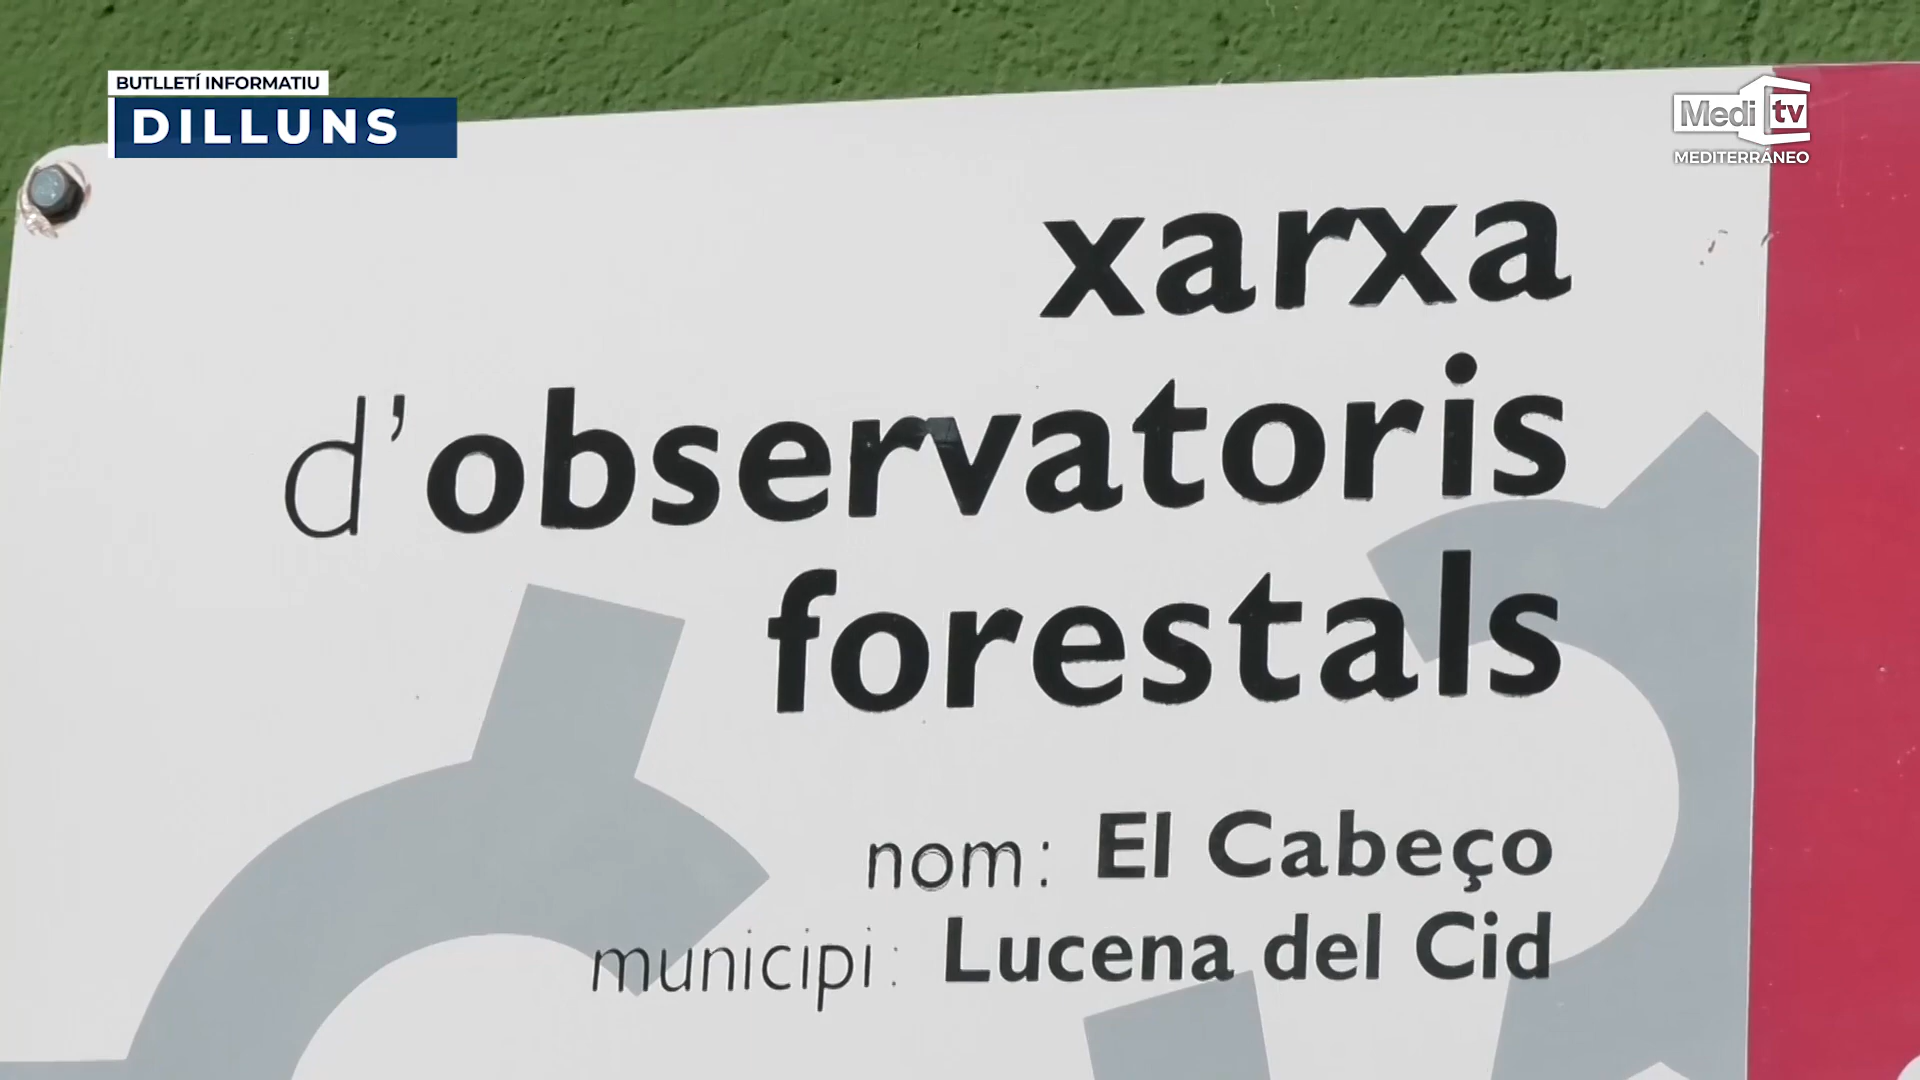 BUTLLETÍ INFORMATIU
DILLUNS
Medi tv
MEDITERRÁNEO
xarxa
d'observatoris
forestals
nom: El Cabeço
municipi: Lucena del Cid